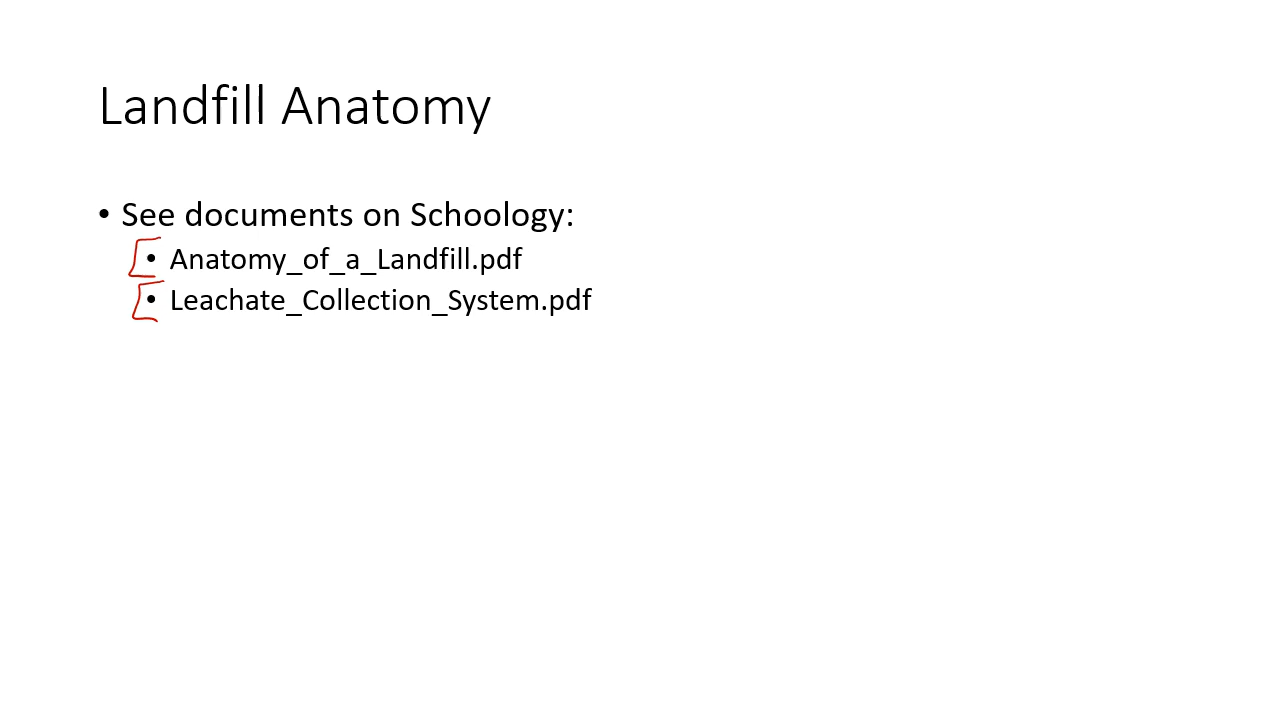 Landfill Anatomy
• See documents on Schoology:
• Anatomy_of_a_Landfill.pdf
• Leachate_Collection_System.pdf